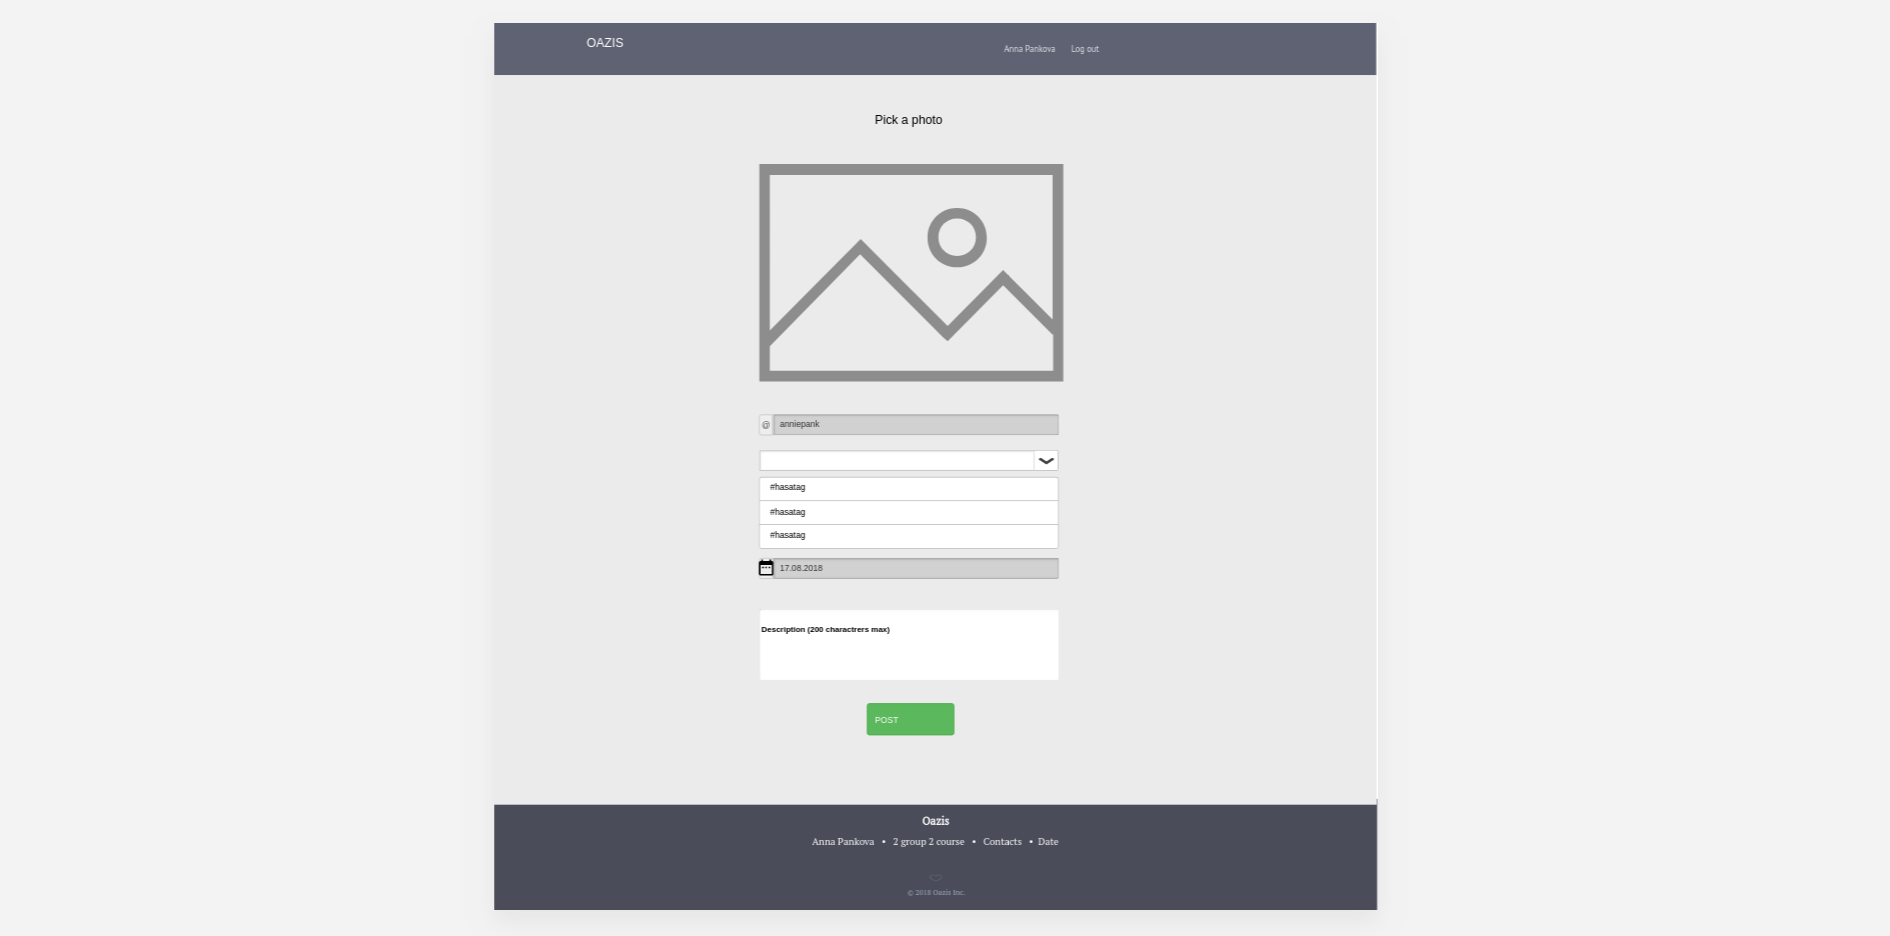 OAZIS
Anna Pankova Log out
Pick a photo
@ anniepank
#hasatag
#hasatag
#hasatag
17.08.2018
Description (200 charactrers max)
POST
Oazis
Anna Pankova • 2 group 2 course • Contacts • Date
© 2018 Oazis Inc.